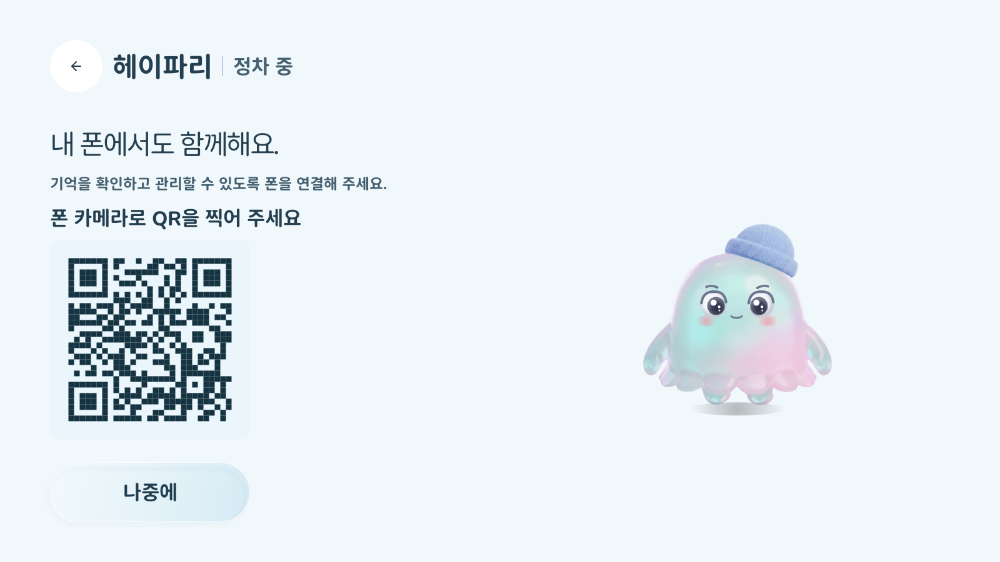 헤이파리 | 정차 중
내 폰에서도 함께해요.
기억을 확인하고 관리할 수 있도록 폰을 연결해 주세요.
폰 카메라로 QR을 찍어 주세요
나중에